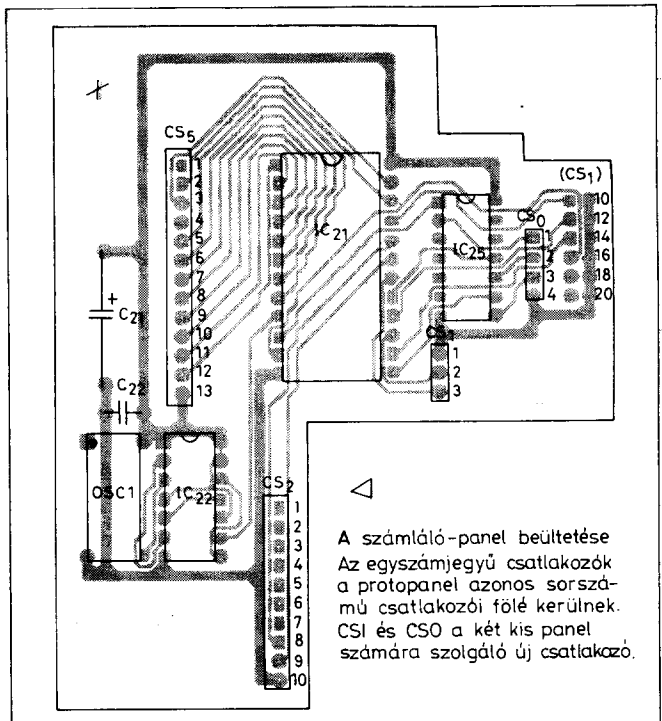 CS5
1
2
3
4
5
6
7
8
9
10
11
12
13
IC21
IC25
(CS1)
10
12
14
16
18
20
CS0
1
2
3
4
1
2
3
+
C21
C22
OSC1
IC22
CS2
1
2
3
4
5
6
7
8
9
10
A számláló-panel beültetése
Az egyszámjegyű csatlakozók
a protopanel azonos sorszá-
mú csatlakozói fölé kerülnek.
CSI és CSO a két kis panel
számára szolgáló új csatlakozó.